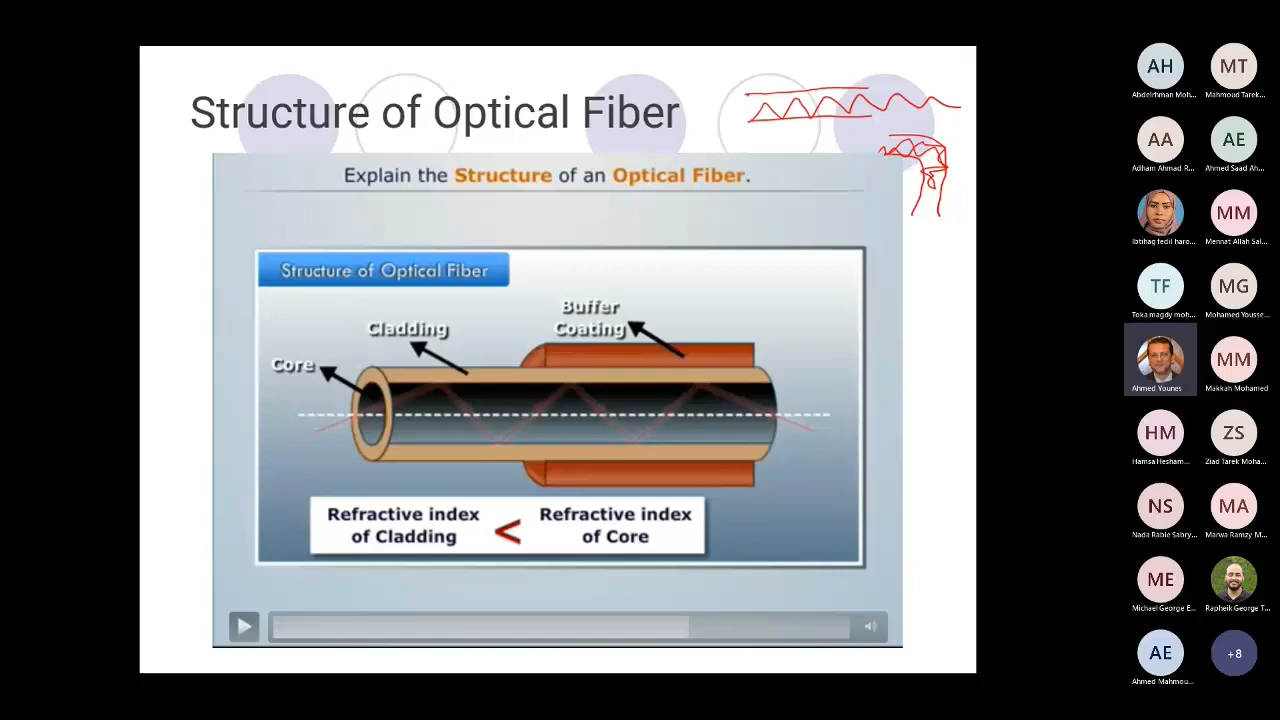 Structure of Optical Fiber
Explain the Structure of an Optical Fiber.
Structure of Optical Fiber
Buffer
Coating
Cladding
Core
Refractive index
of Cladding
<
Refractive index
of Core
AH
Abdelrhman Moh...
MT
Mahmoud Tarek...
AA
Adham Ahmad R...
AE
Ahmed Saad Ah...
Ibtihag fedil haro...
MM
Mennat Allah Sal...
TF
Toka magdy moh...
MG
Mohamed Yousse...
Ahmed Younes
MM
Makkah Mohamed
HM
Hamsa Hesham...
ZS
Ziad Tarek Moha...
NS
Nada Rabie Sabry...
MA
Marwa Ramzy M...
ME
Michael George E...
Rapheik George T...
AE
Ahmed Mahmou...
+8